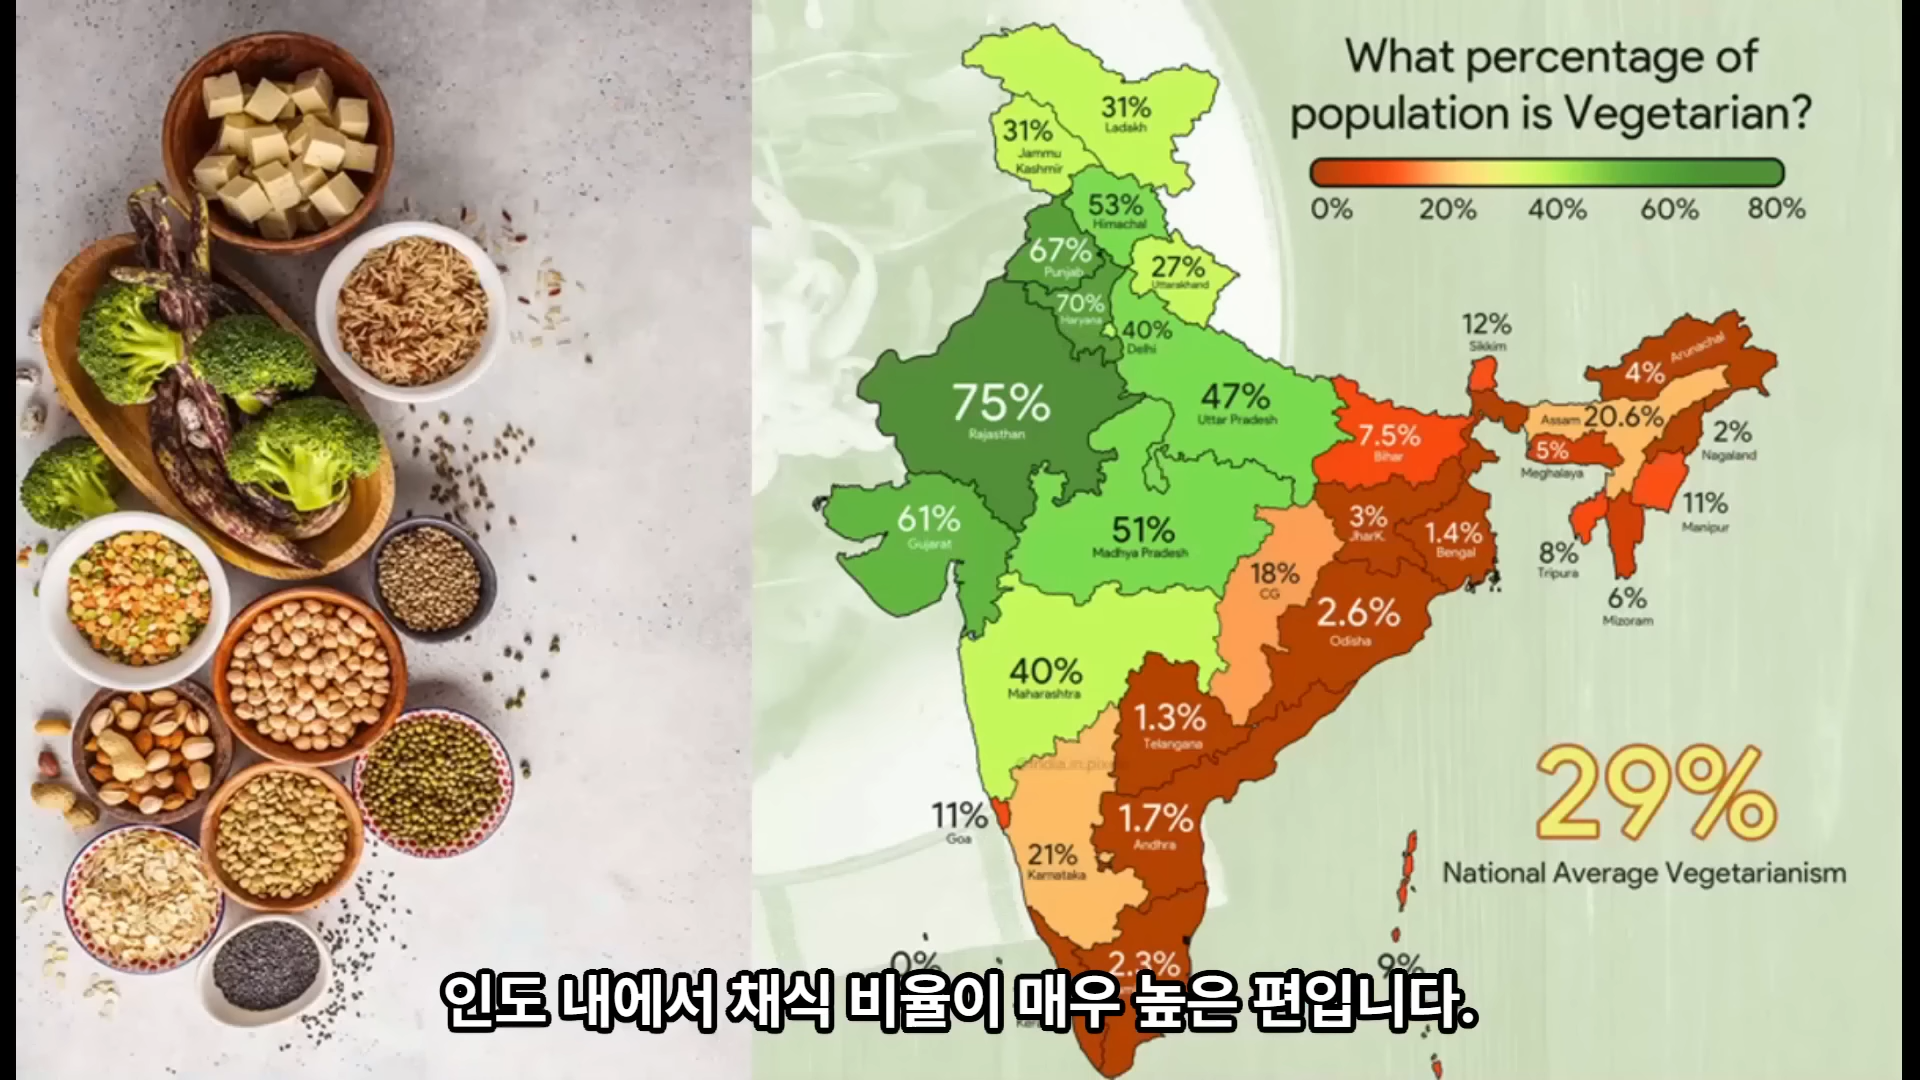 What percentage of
population is Vegetarian?
0% 20% 40% 60% 80%
31%
Ladakh
31%
Jammu
Kashmir
53%
Himachal
67%
Punjab
27%
Uttarakhand
70%
Haryana
40%
Delhi
75%
Rajasthan
47%
Uttar Pradesh
12%
Sikkim
4% Arunachal
Assam 20.6%
7.5%
Bihar
5%
Meghalaya
2%
Nagaland
11%
Manipur
61%
Gujarat
51%
Madhya Pradesh
3%
Jhark.
1.4%
Bengal
8%
Tripura
6%
Mizoram
18%
CG
2.6%
Odisha
40%
Maharashtra
1.3%
Telangana
11%
Goa
21%
Karnataka
1.7%
Andhra
29%
National Average Vegetarianism
0%
2.3%
9%
인도 내에서 채식 비율이 매우 높은 편입니다.